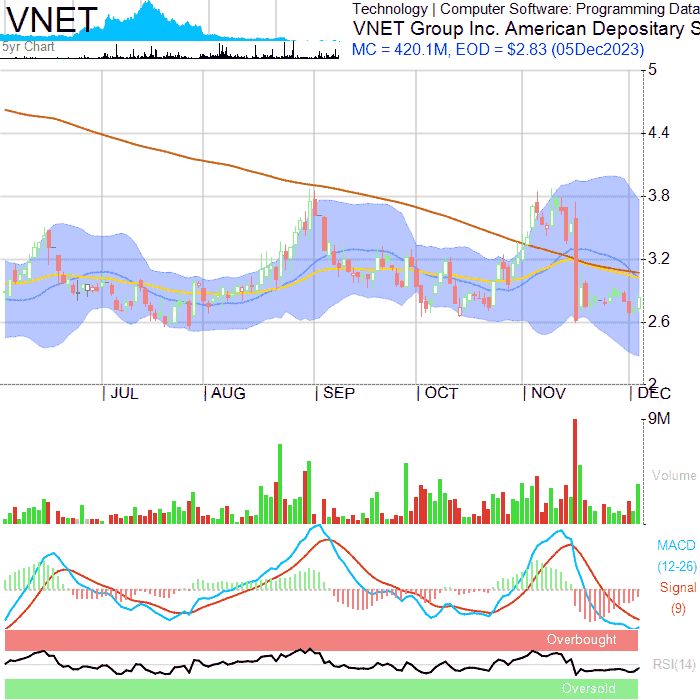 VNET
5yr Chart
Technology | Computer Software: Programming Data
VNET Group Inc. American Depositary S
MC = 420.1M, EOD = $2.83 (05Dec2023)
5
4.4
3.8
3.2
2.6
2
| JUL | AUG | SEP | OCT | NOV | DEC
9M
Volume
MACD
(12-26)
Signal
(9)
Overbought
RSI(14)
Oversold